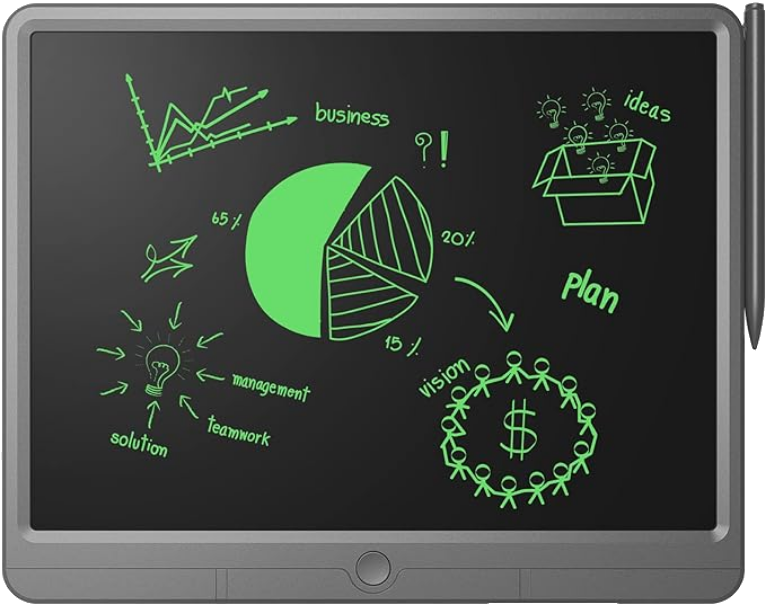 business
ideas
? !
65%
20%
plan
15%
vision
management
teamwork
solution
$